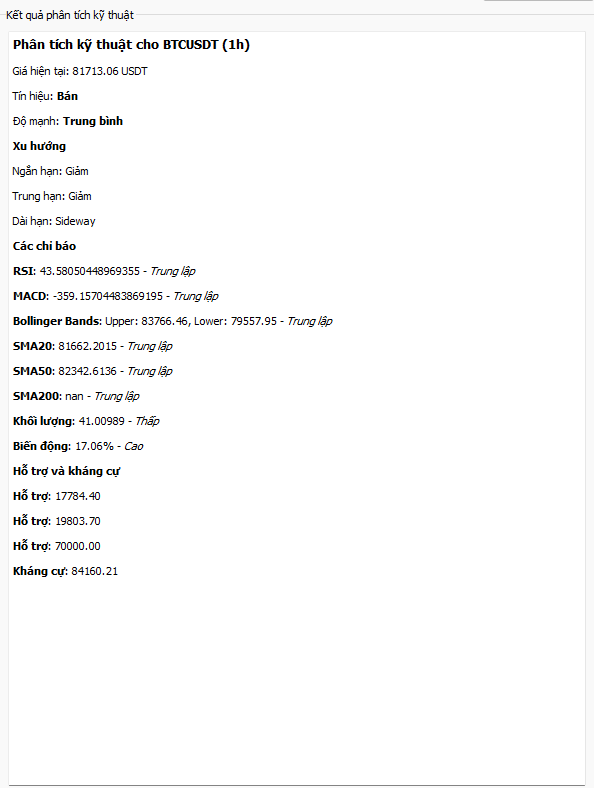 Kết quả phân tích kỹ thuật
Phân tích kỹ thuật cho BTCUSDT (1h)
Giá hiện tại: 81713.06 USDT
Tín hiệu: Bán
Độ mạnh: Trung bình
Xu hướng
Ngắn hạn: Giảm
Trung hạn: Giảm
Dài hạn: Sideway
Các chỉ báo
RSI: 43.58050448969355 - Trung lập
MACD: -359.15704483869195 - Trung lập
Bollinger Bands: Upper: 83766.46, Lower: 79557.95 - Trung lập
SMA20: 81662.2015 - Trung lập
SMA50: 82342.6136 - Trung lập
SMA200: nan - Trung lập
Khối lượng: 41.00989 - Thấp
Biến động: 17.06% - Cao
Hỗ trợ và kháng cự
Hỗ trợ: 17784.40
Hỗ trợ: 19803.70
Hỗ trợ: 70000.00
Kháng cự: 84160.21